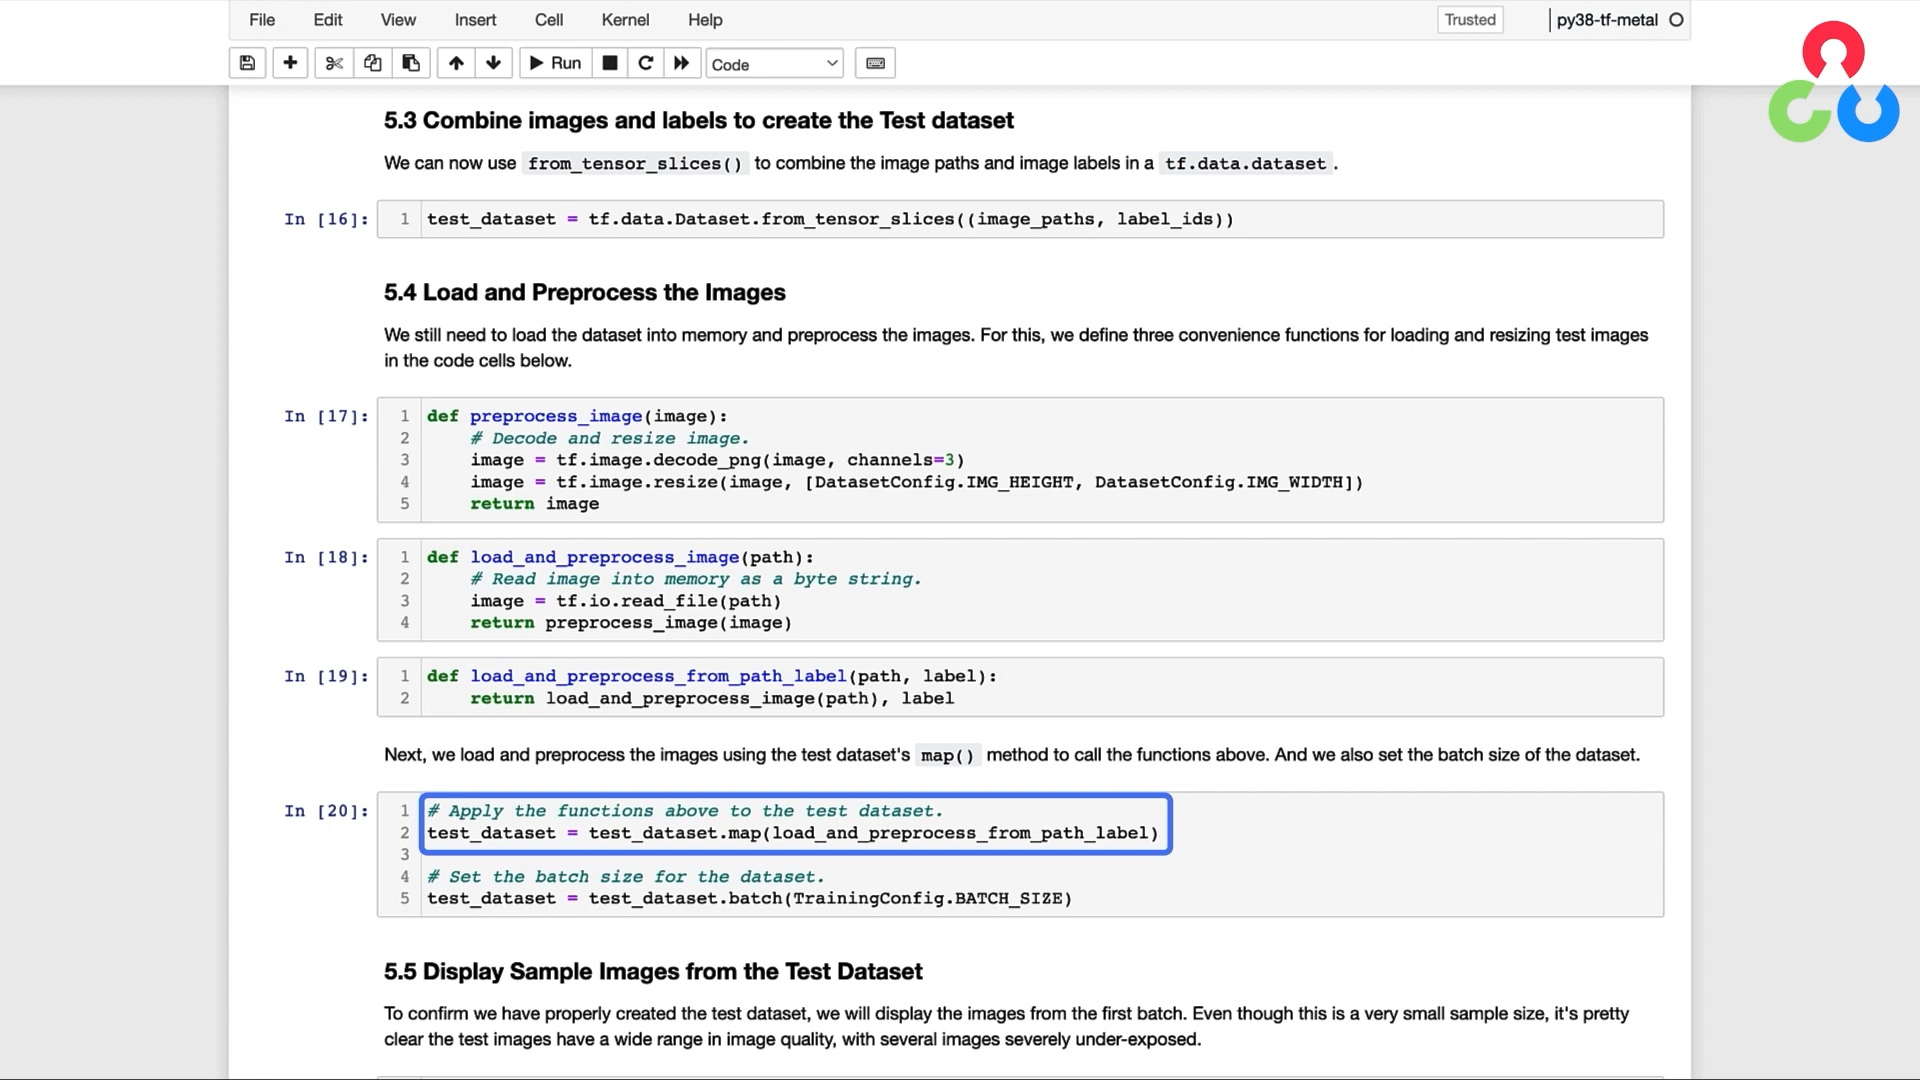 File Edit View Insert Cell Kernel Help Trusted py38-tf-metal
Run Code
5.3 Combine images and labels to create the Test dataset
We can now use from_tensor_slices() to combine the image paths and image labels in a tf.data.dataset.
In [16]: 1 test_dataset = tf.data.Dataset.from_tensor_slices((image_paths, label_ids))
5.4 Load and Preprocess the Images
We still need to load the dataset into memory and preprocess the images. For this, we define three convenience functions for loading and resizing test images
in the code cells below.
In [17]: 1 def preprocess_image(image):
2     # Decode and resize image.
3     image = tf.image.decode_png(image, channels=3)
4     image = tf.image.resize(image, [DatasetConfig.IMG_HEIGHT, DatasetConfig.IMG_WIDTH])
5     return image
In [18]: 1 def load_and_preprocess_image(path):
2     # Read image into memory as a byte string.
3     image = tf.io.read_file(path)
4     return preprocess_image(image)
In [19]: 1 def load_and_preprocess_from_path_label(path, label):
2     return load_and_preprocess_image(path), label
Next, we load and preprocess the images using the test dataset's map() method to call the functions above. And we also set the batch size of the dataset.
In [20]: 1 # Apply the functions above to the test dataset.
2 test_dataset = test_dataset.map(load_and_preprocess_from_path_label)
3
4 # Set the batch size for the dataset.
5 test_dataset = test_dataset.batch(TrainingConfig.BATCH_SIZE)
5.5 Display Sample Images from the Test Dataset
To confirm we have properly created the test dataset, we will display the images from the first batch. Even though this is a very small sample size, it's pretty
clear the test images have a wide range in image quality, with several images severely under-exposed.